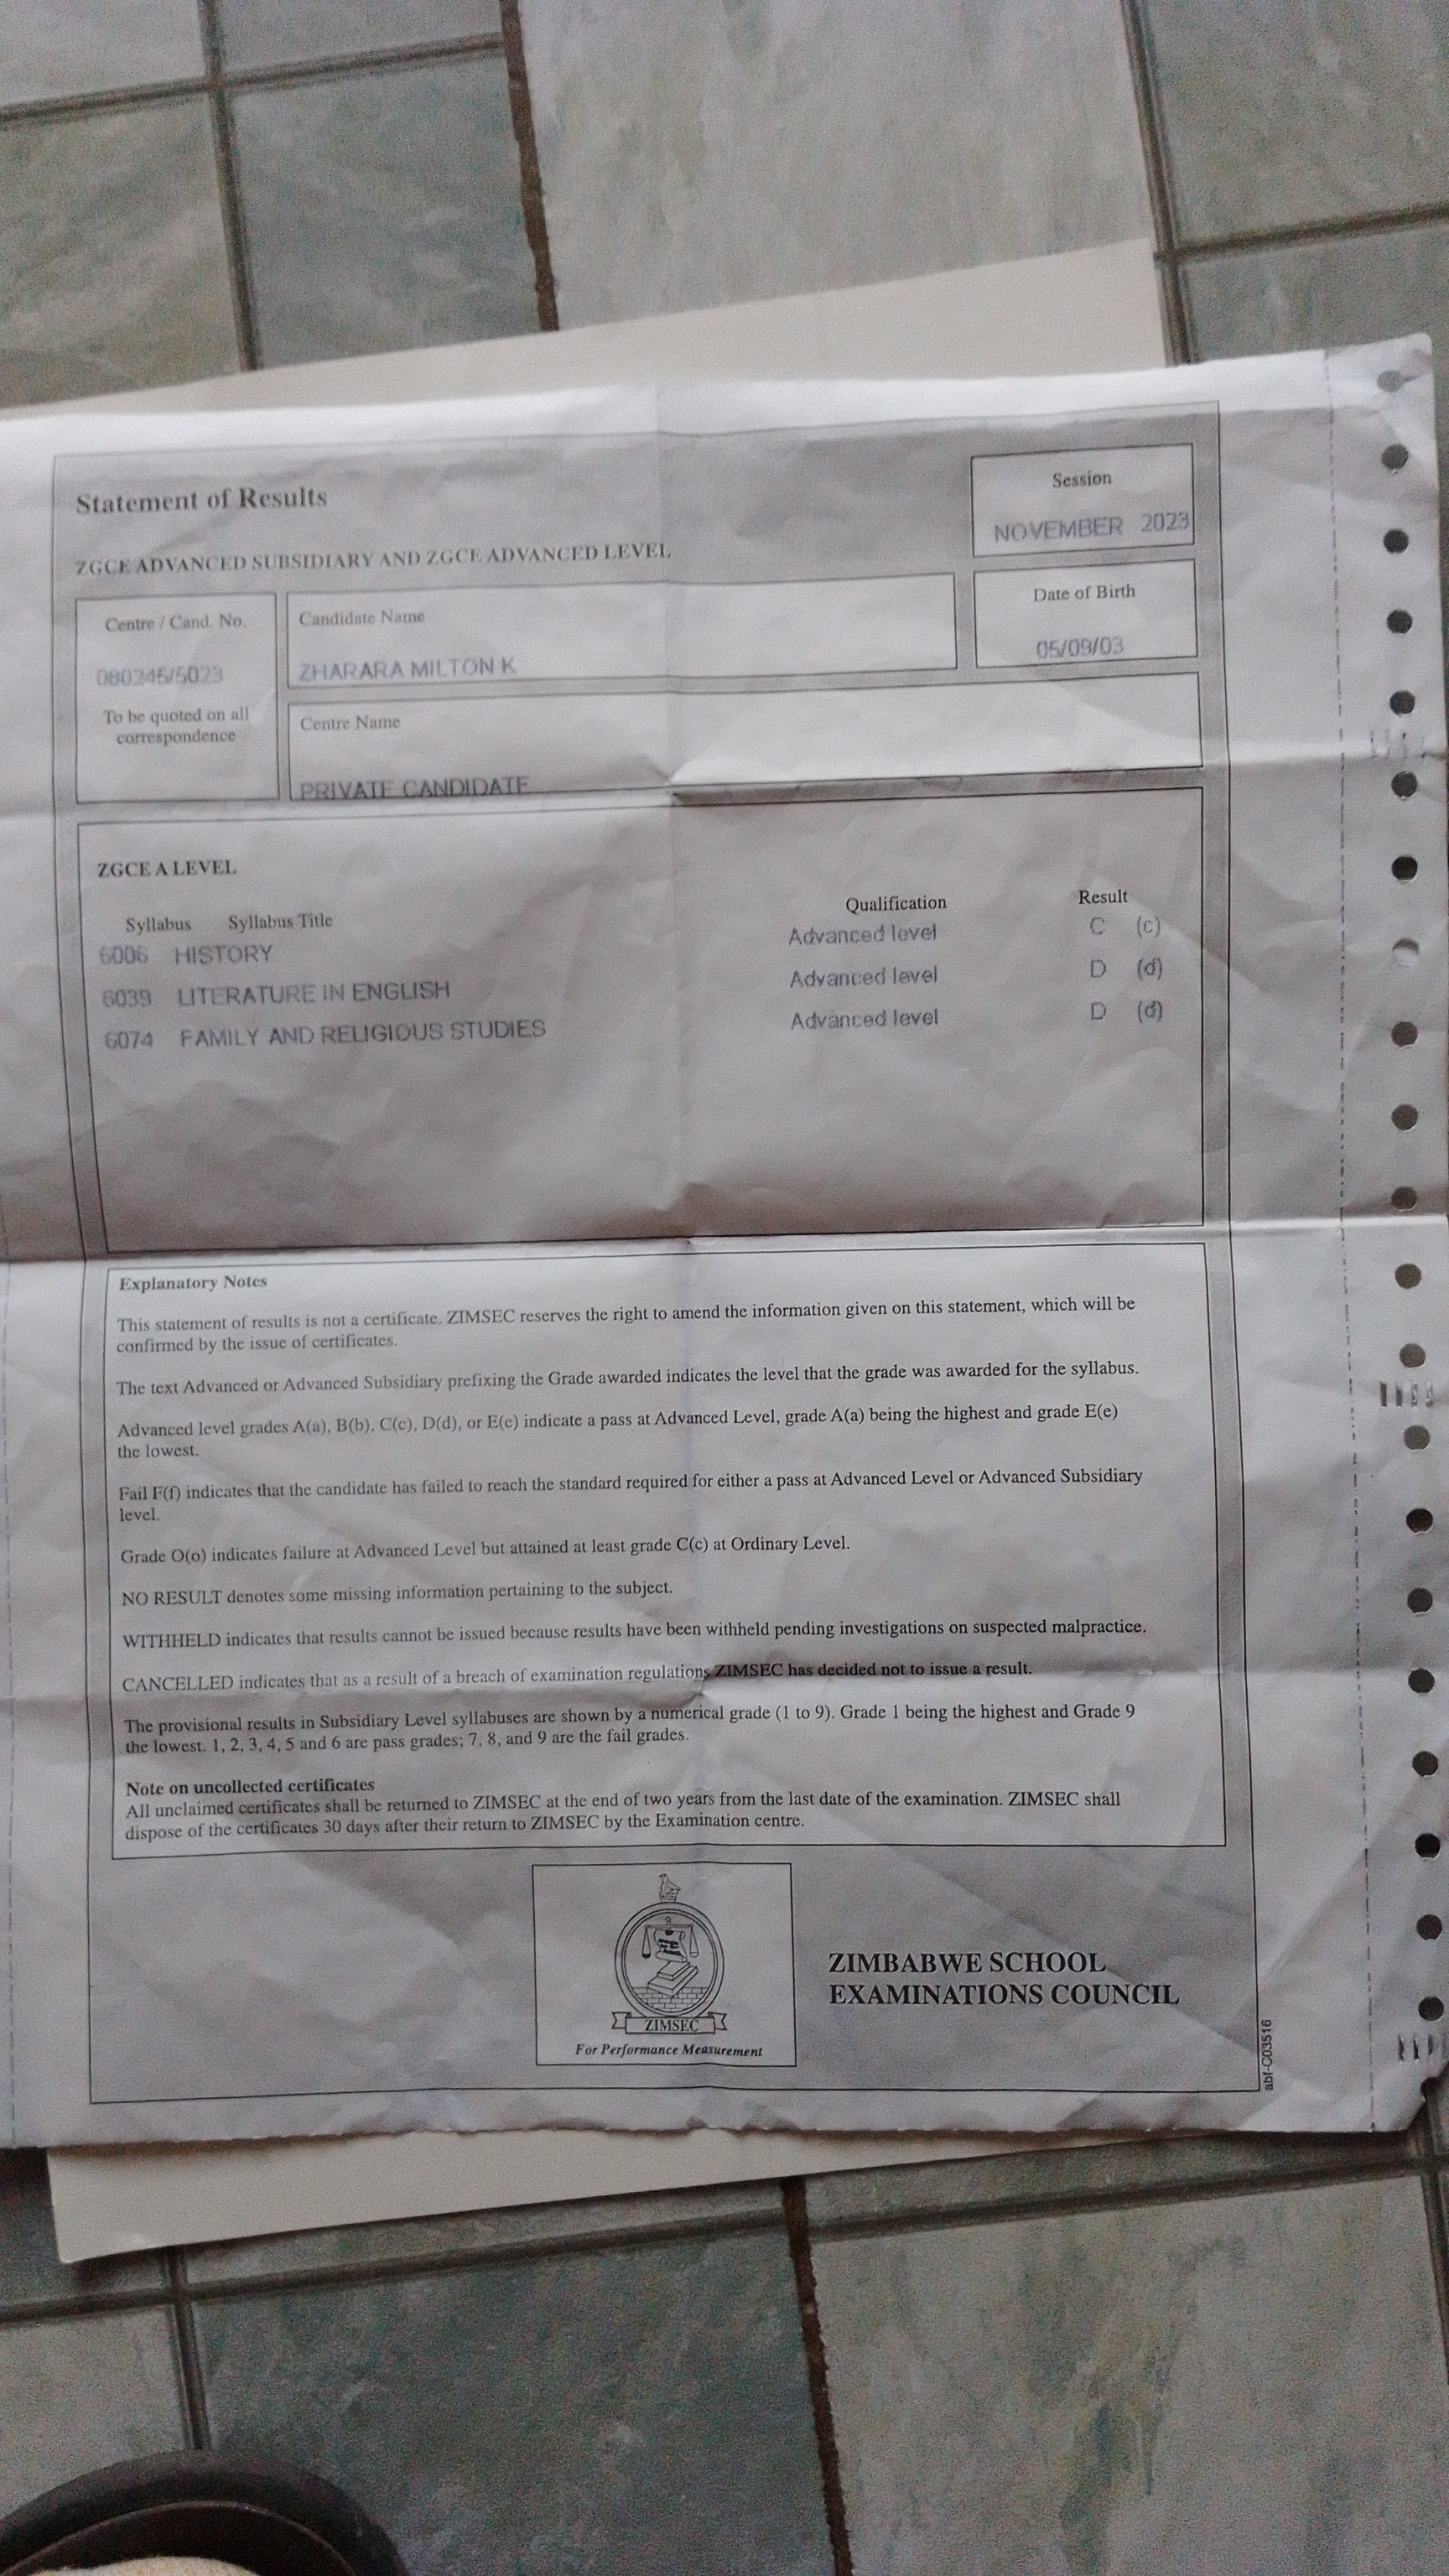 Statement of Results
ZGCE ADVANCED SUBSIDIARY AND ZGCE ADVANCED LEVEL
Session
NOVEMBER 2023
Centre / Cand. No.
080245/5023
To be quoted on all
correspondence
Candidate Name
ZHARARA MILTON K
Date of Birth
05/09/03
Centre Name
PRIVATE CANDIDATE
ZGCE A LEVEL
Syllabus Syllabus Title Qualification Result
6006 HISTORY Advanced level C (c)
6039 LITERATURE IN ENGLISH Advanced level D (d)
6074 FAMILY AND RELIGIOUS STUDIES Advanced level D (d)
Explanatory Notes
This statement of results is not a certificate. ZIMSEC reserves the right to amend the information given on this statement, which will be
confirmed by the issue of certificates.
The text Advanced or Advanced Subsidiary prefixing the Grade awarded indicates the level that the grade was awarded for the syllabus.
Advanced level grades A(a), B(b), C(c), D(d), or E(e) indicate a pass at Advanced Level, grade A(a) being the highest and grade E(e)
the lowest.
Fail F(f) indicates that the candidate has failed to reach the standard required for either a pass at Advanced Level or Advanced Subsidiary
level.
Grade O(o) indicates failure at Advanced Level but attained at least grade C(c) at Ordinary Level.
NO RESULT denotes some missing information pertaining to the subject.
WITHHELD indicates that results cannot be issued because results have been withheld pending investigations on suspected malpractice.
CANCELLED indicates that as a result of a breach of examination regulations ZIMSEC has decided not to issue a result.
The provisional results in Subsidiary Level syllabuses are shown by a numerical grade (1 to 9). Grade 1 being the highest and Grade 9
the lowest. 1, 2, 3, 4, 5 and 6 are pass grades; 7, 8, and 9 are the fail grades.
Note on uncollected certificates
All unclaimed certificates shall be returned to ZIMSEC at the end of two years from the last date of the examination. ZIMSEC shall
dispose of the certificates 30 days after their return to ZIMSEC by the Examination centre.
ZIMSEC
For Performance Measurement
ZIMBABWE SCHOOL
EXAMINATIONS COUNCIL
abf-C03516